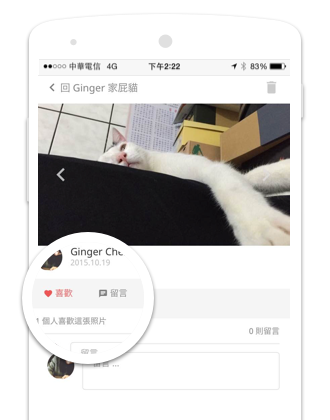 中華電信 4G 下午2:22 83%
回 Ginger 家屁貓
Ginger Che
2015.10.19
喜歡 留言
1 個人喜歡這張照片
0 則留言
留言 ...